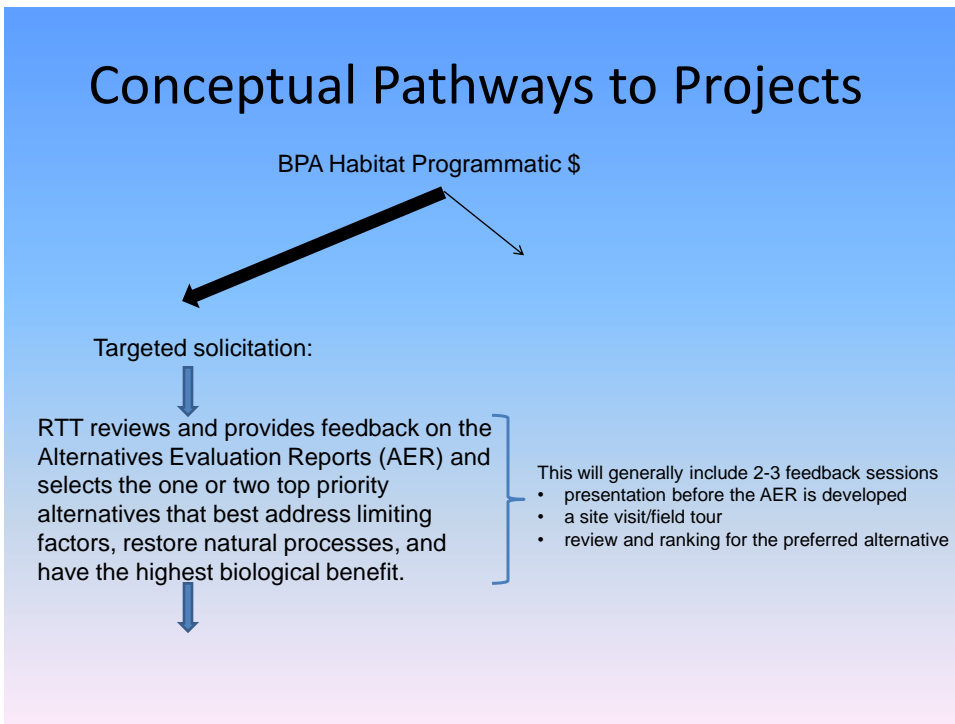 Conceptual Pathways to Projects
BPA Habitat Programmatic $
Targeted solicitation:
RTT reviews and provides feedback on the
Alternatives Evaluation Reports (AER) and
selects the one or two top priority
alternatives that best address limiting
factors, restore natural processes, and
have the highest biological benefit.
This will generally include 2-3 feedback sessions
• presentation before the AER is developed
• a site visit/field tour
• review and ranking for the preferred alternative